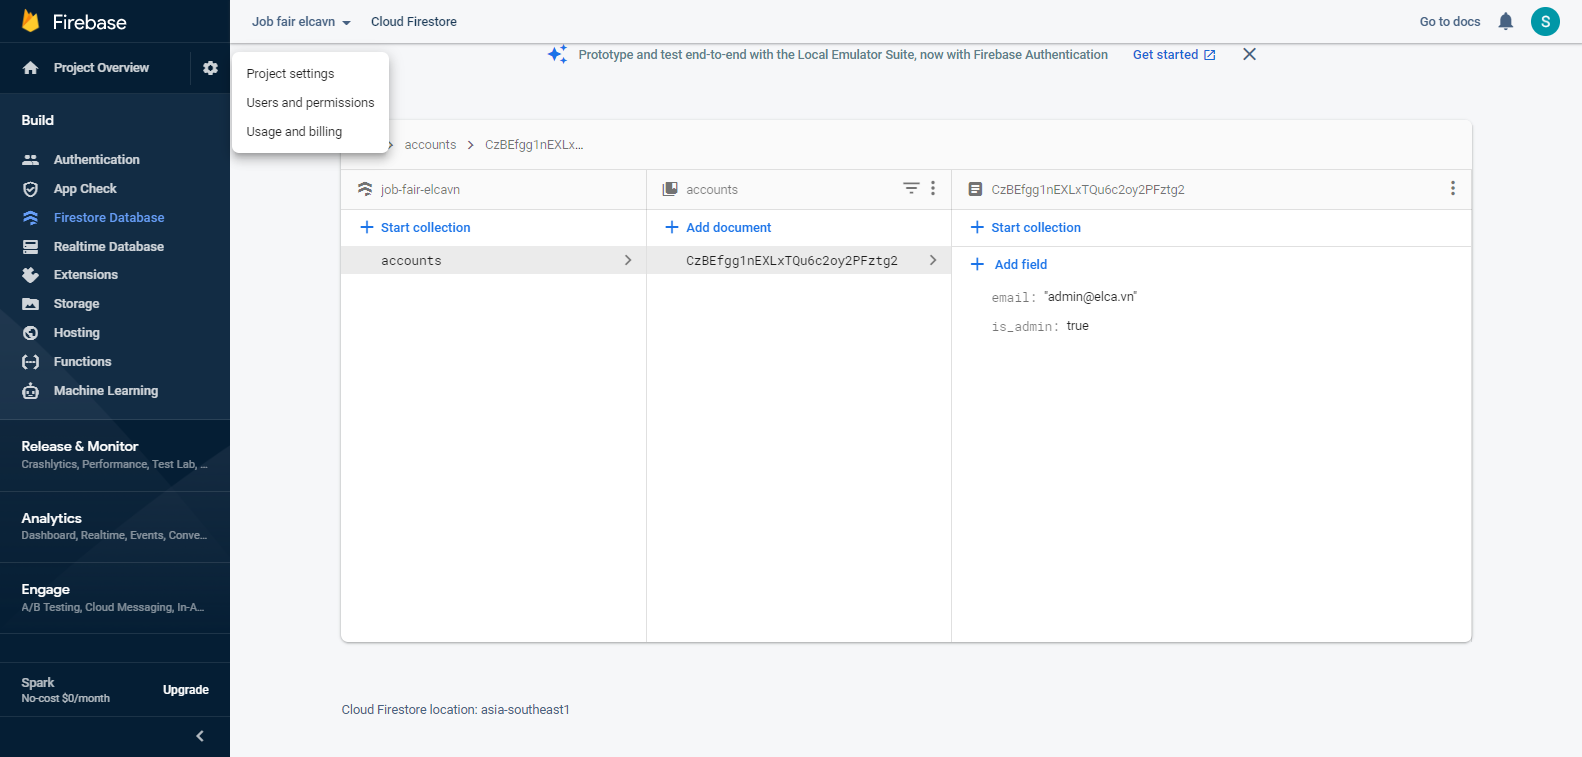 Firebase
Job fair elcavn
Cloud Firestore
Go to docs
S
Prototype and test end-to-end with the Local Emulator Suite, now with Firebase Authentication
Get started
Project Overview
Project settings
Users and permissions
Usage and billing
Build
Authentication
App Check
Firestore Database
Realtime Database
Extensions
Storage
Hosting
Functions
Machine Learning
Release & Monitor
Crashlytics, Performance, Test Lab, ...
Analytics
Dashboard, Realtime, Events, Conve...
Engage
A/B Testing, Cloud Messaging, In-A...
Spark
No-cost $0/month
Upgrade
accounts
CzBEfgg1nEXLx...
job-fair-elcavn
Start collection
accounts
accounts
Add document
CzBEfgg1nEXLxTQu6c2oy2PFztg2
CzBEfgg1nEXLxTQu6c2oy2PFztg2
Start collection
Add field
email: "admin@elca.vn"
is_admin: true
Cloud Firestore location: asia-southeast1